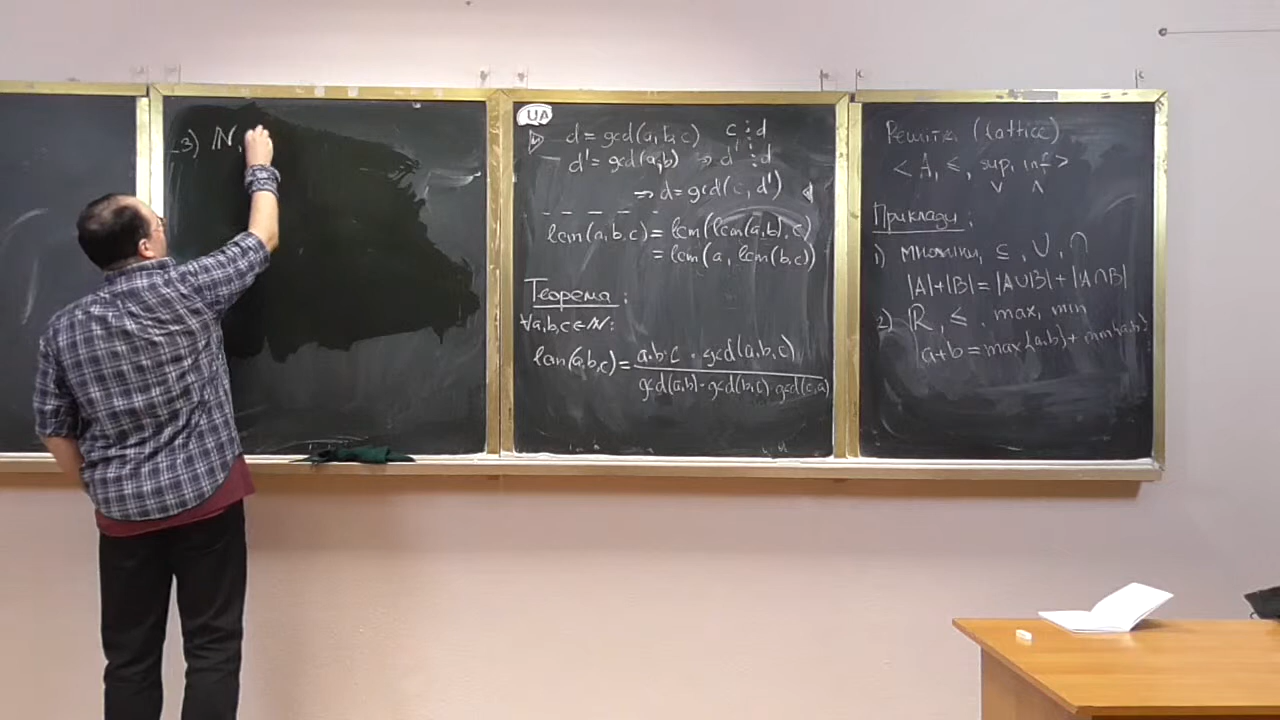 3) ℕ,
UA
d = gcd(a,b,c) c ⋮ d
d' = gcd(a,b) ⇒ d' ⋮ d
⇒ d = gcd(c, d')
lcm(a,b,c) = lcm(lcm(a,b), c)
= lcm(a, lcm(b,c))
Теорема:
∀a,b,c ∈ ℕ:
lcm(a,b,c) = a·b·c · gcd(a,b,c)
gcd(a,b)·gcd(b,c)·gcd(c,a)
Решітка (lattice)
< A, ≤, sup, inf >
∨ ∧
Приклади:
1) множини, ⊆, ∪, ∩
|A|+|B| = |A∪B| + |A∩B|
2) ℝ, ≤, max, min
a+b = max{a,b} + min{a,b}